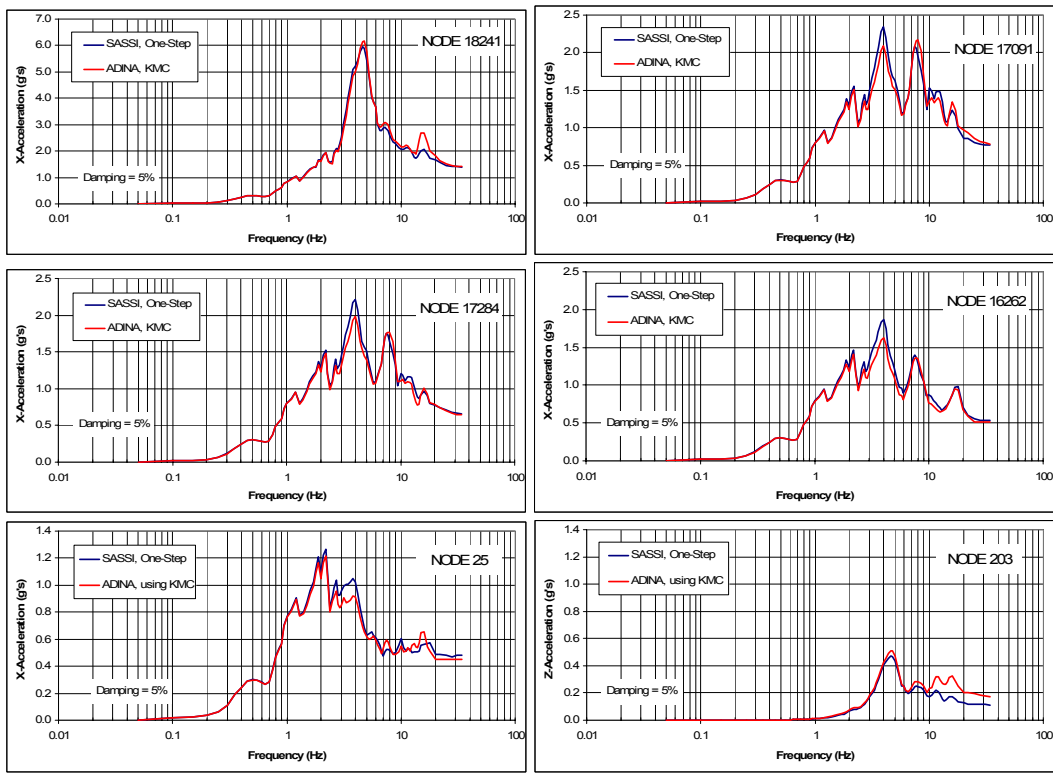 SASSI, One-Step
ADINA, KMC
NODE 18241
X-Acceleration (g's)
6.0
5.0
4.0
3.0
2.0
1.0
0.0
Damping = 5%
0.01 0.1 1 10 100
Frequency (Hz)
SASSI, One-Step
ADINA, KMC
NODE 17091
X-Acceleration (g's)
2.5
2.0
1.5
1.0
0.5
0.0
Damping = 5%
0.01 0.1 1 10 100
Frequency (Hz)
SASSI, One-Step
ADINA, KMC
NODE 17284
X-Acceleration (g's)
2.5
2.0
1.5
1.0
0.5
0.0
Damping = 5%
0.01 0.1 1 10 100
Frequency (Hz)
SASSI, One-Step
ADINA, KMC
NODE 16262
X-Acceleration (g's)
2.5
2.0
1.5
1.0
0.5
0.0
Damping = 5%
0.01 0.1 1 10 100
Frequency (Hz)
SASSI, One-Step
ADINA, using KMC
NODE 25
X-Acceleration (g's)
1.4
1.2
1.0
0.8
0.6
0.4
0.2
0.0
Damping = 5%
0.01 0.1 1 10 100
Frequency (Hz)
SASSI, One-Step
ADINA, using KMC
NODE 203
Z-Acceleration (g's)
1.4
1.2
1.0
0.8
0.6
0.4
0.2
0.0
Damping = 5%
0.01 0.1 1 10 100
Frequency (Hz)